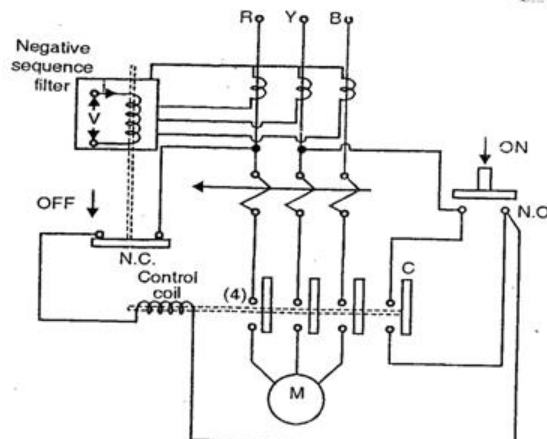 R Y B
Negative
sequence
filter
I
V
ON
OFF
N.O
N.C.
Control
coil
(4)
C
M